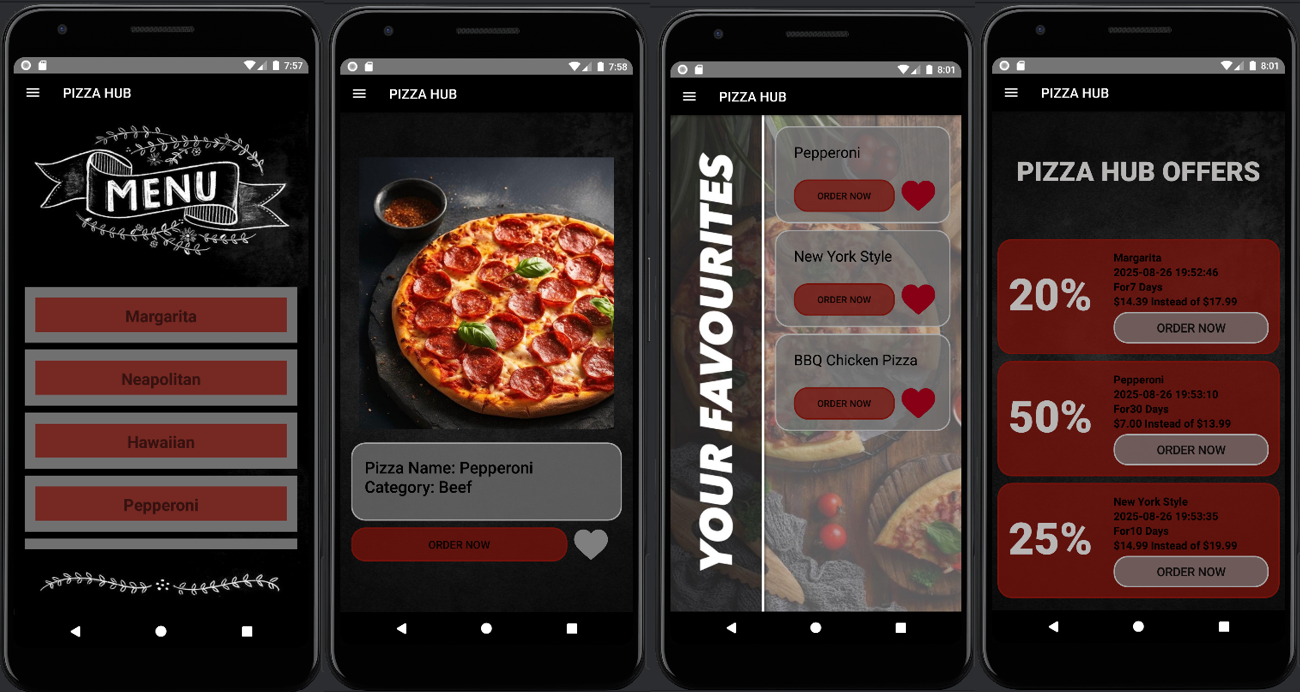 7:57
PIZZA HUB
MENU
Margarita
Neapolitan
Hawaiian
Pepperoni
7:58
PIZZA HUB
Pizza Name: Pepperoni
Category: Beef
ORDER NOW
8:01
PIZZA HUB
YOUR FAVOURITES
Pepperoni
ORDER NOW
New York Style
ORDER NOW
BBQ Chicken Pizza
ORDER NOW
8:01
PIZZA HUB
PIZZA HUB OFFERS
20%
Margarita
2025-08-26 19:52:46
For7 Days
$14.39 Instead of $17.99
ORDER NOW
50%
Pepperoni
2025-08-26 19:53:10
For30 Days
$7.00 Instead of $13.99
ORDER NOW
25%
New York Style
2025-08-26 19:53:35
For10 Days
$14.99 Instead of $19.99
ORDER NOW